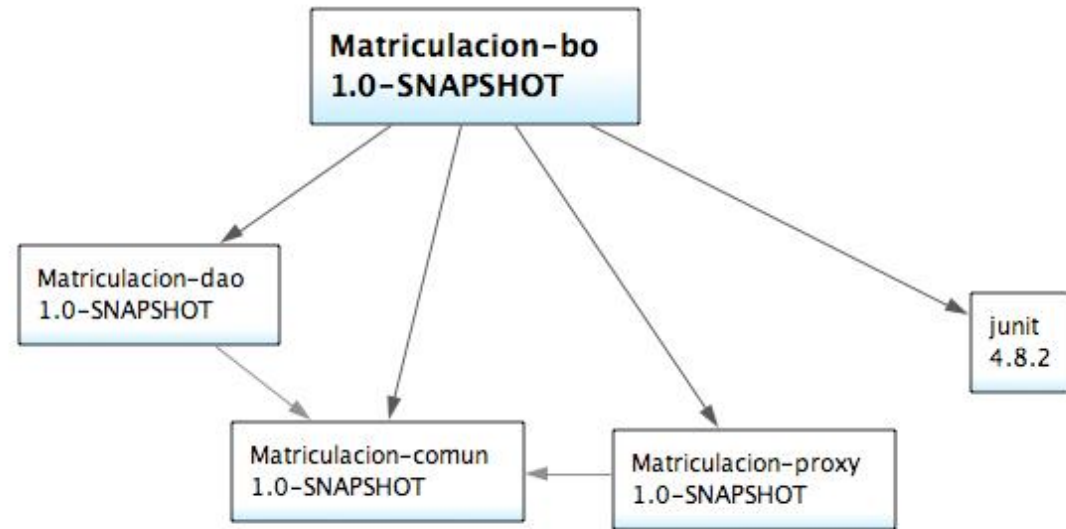 Matriculacion-bo
1.0-SNAPSHOT
Matriculacion-dao
1.0-SNAPSHOT
junit
4.8.2
Matriculacion-comun
1.0-SNAPSHOT
Matriculacion-proxy
1.0-SNAPSHOT